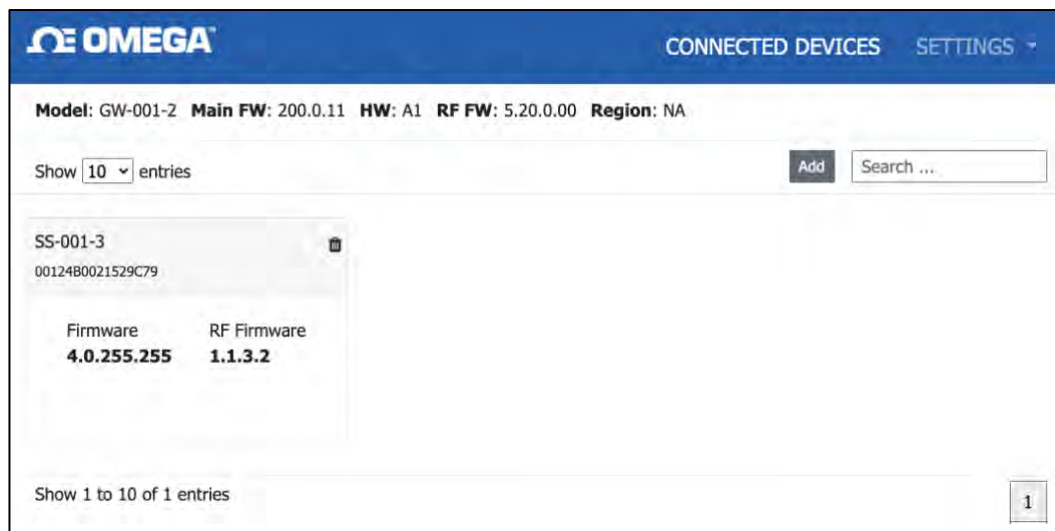 OMEGA
CONNECTED DEVICES SETTINGS
Model: GW-001-2 Main FW: 200.0.11 HW: A1 RF FW: 5.20.0.00 Region: NA
Show 10 entries Add Search ...
SS-001-3
00124B0021529C79
Firmware RF Firmware
4.0.255.255 1.1.3.2
Show 1 to 10 of 1 entries 1